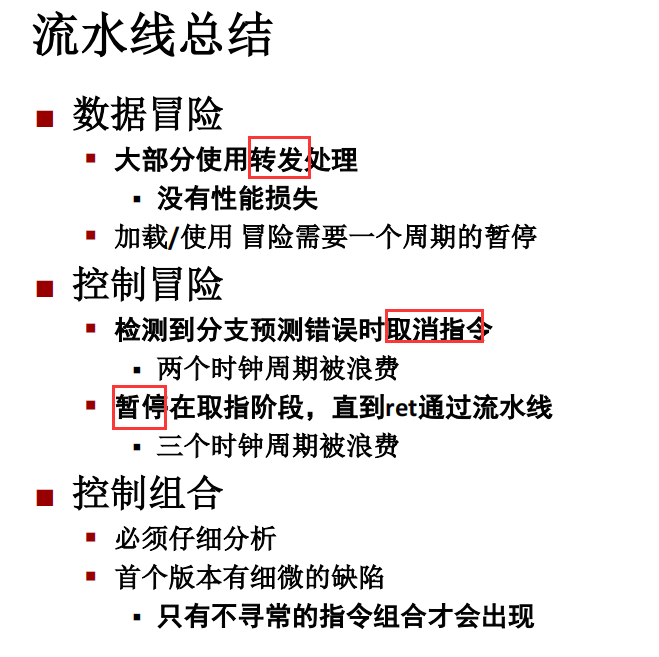 流水线总结
数据冒险
大部分使用转发处理
没有性能损失
加载/使用 冒险需要一个周期的暂停
控制冒险
检测到分支预测错误时取消指令
两个时钟周期被浪费
暂停在取指阶段，直到ret通过流水线
三个时钟周期被浪费
控制组合
必须仔细分析
首个版本有细微的缺陷
只有不寻常的指令组合才会出现